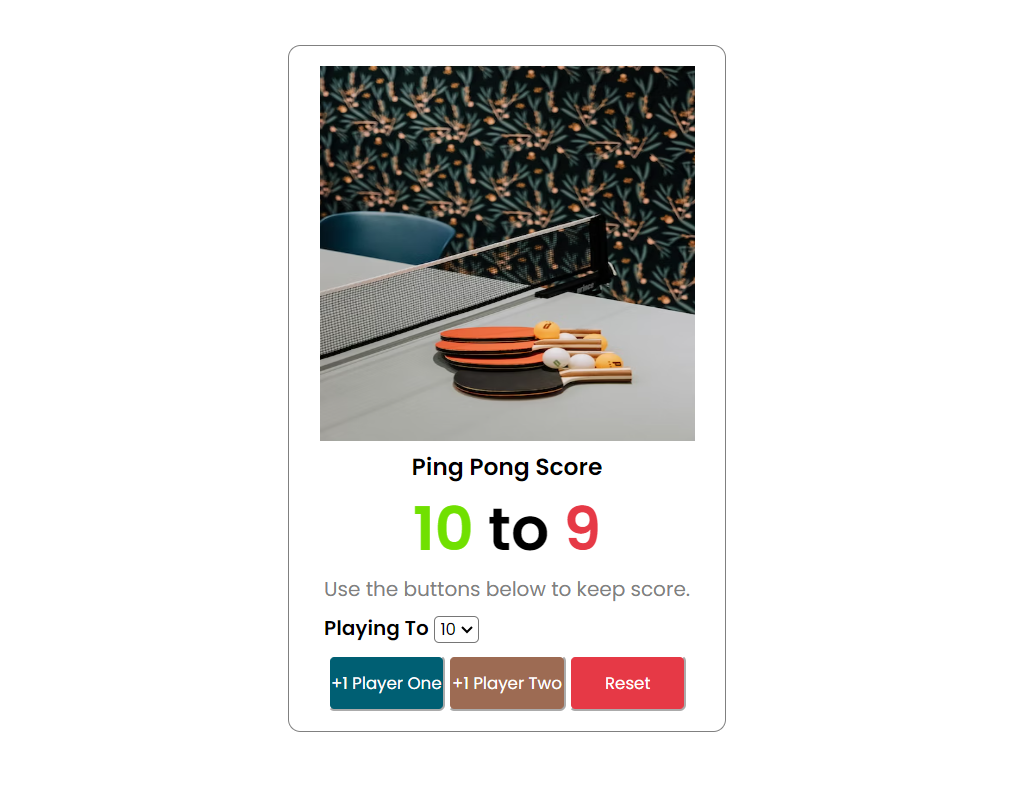 Ping Pong Score
10 to 9
Use the buttons below to keep score.
Playing To 10
+1 Player One +1 Player Two Reset